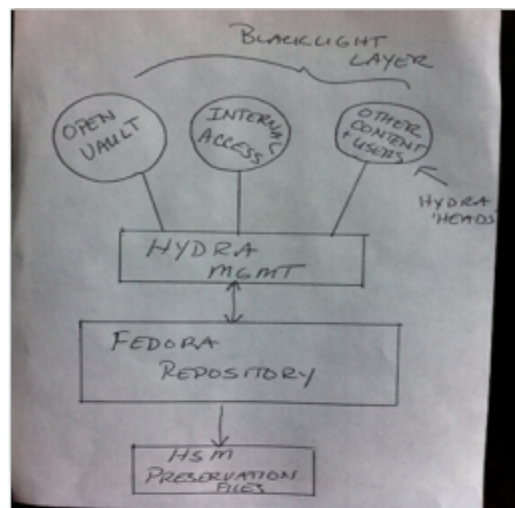 BLACKLIGHT
LAYER
OPEN
VAULT
INTERNAL
ACCESS
OTHER
CONTENT
+ USERS
HYDRA
'HEADS'
HYDRA
MGMT
FEDORA
REPOSITORY
HSM
PRESERVATION
FILES